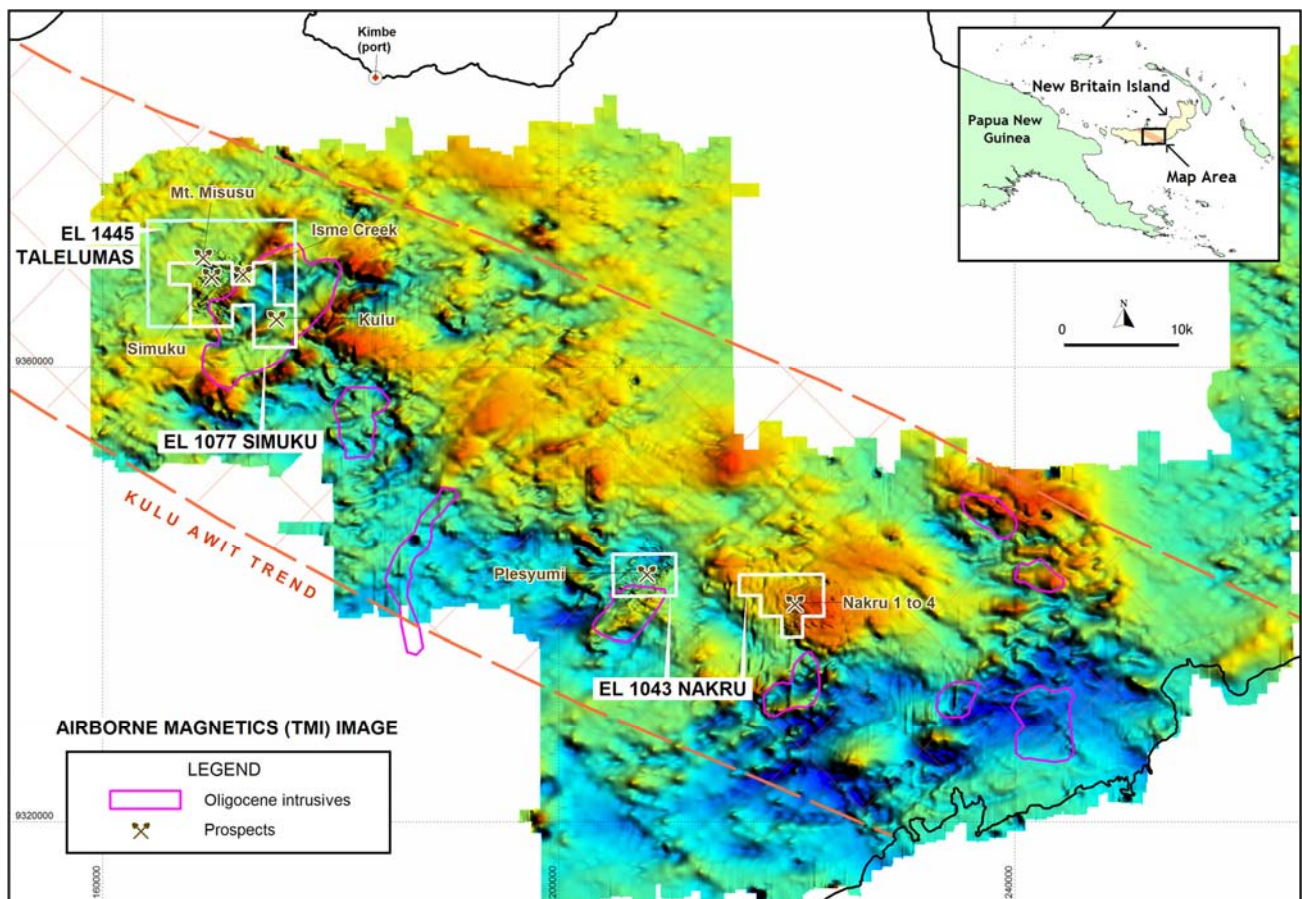 Kimbe
(port)
New Britain Island
Papua New
Guinea
Map Area
Mt. Misusu
Isme Creek
EL 1445
TALELUMAS
Simuku
Kulu
N
0 10k
9360000
EL 1077 SIMUKU
KULU AWIT TREND
Plesyumi
Nakru 1 to 4
EL 1043 NAKRU
AIRBORNE MAGNETICS (TMI) IMAGE
LEGEND
Oligocene intrusives
Prospects
9320000
160000
200000
240000